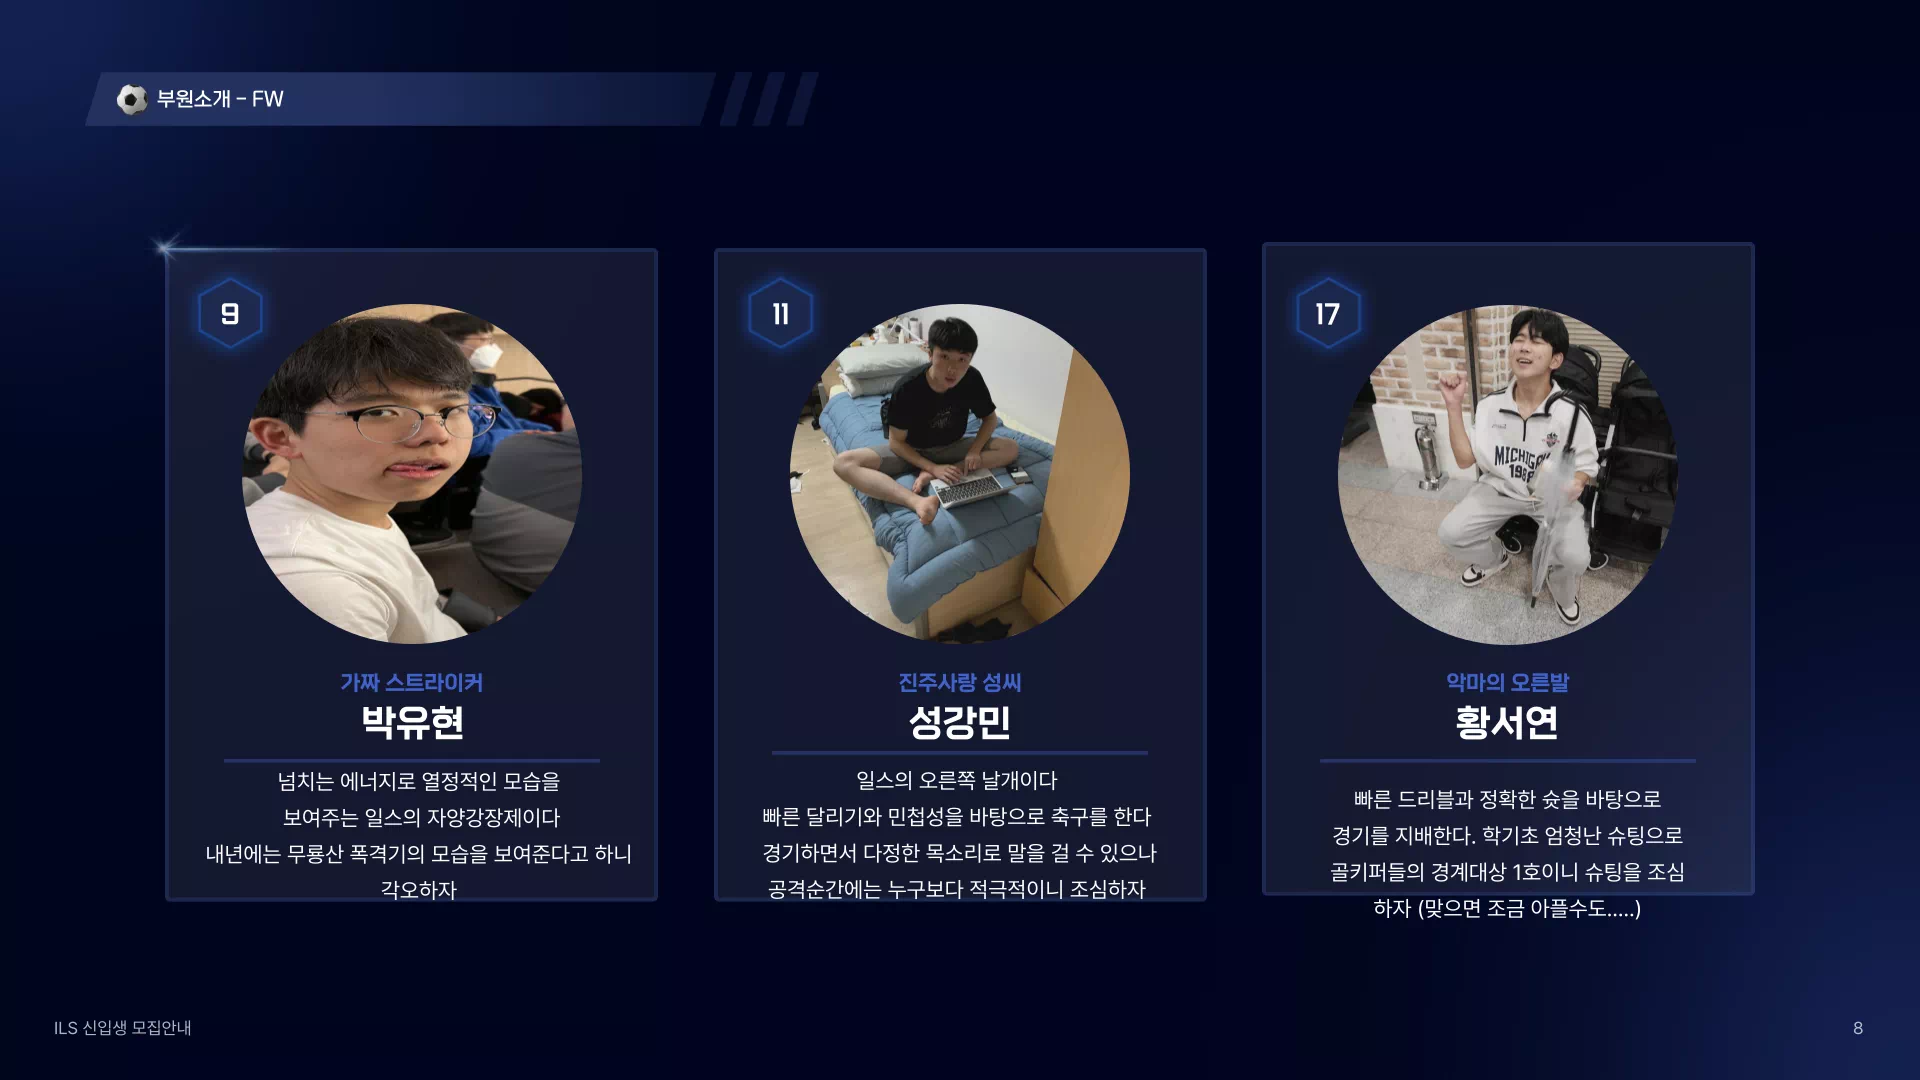 부원소개 - FW
9
가짜 스트라이커
박유현
넘치는 에너지로 열정적인 모습을
보여주는 일스의 자양강장제이다
내년에는 무룡산 폭격기의 모습을 보여준다고 하니
각오하자
11
진주사랑 성씨
성강민
일스의 오른쪽 날개이다
빠른 달리기와 민첩성을 바탕으로 축구를 한다
경기하면서 다정한 목소리로 말을 걸 수 있으나
공격순간에는 누구보다 적극적이니 조심하자
17
MICHIGA
198
악마의 오른발
황서연
빠른 드리블과 정확한 슛을 바탕으로
경기를 지배한다. 학기초 엄청난 슈팅으로
골키퍼들의 경계대상 1호이니 슈팅을 조심
하자 (맞으면 조금 아플수도.....)
ILS 신입생 모집안내
8